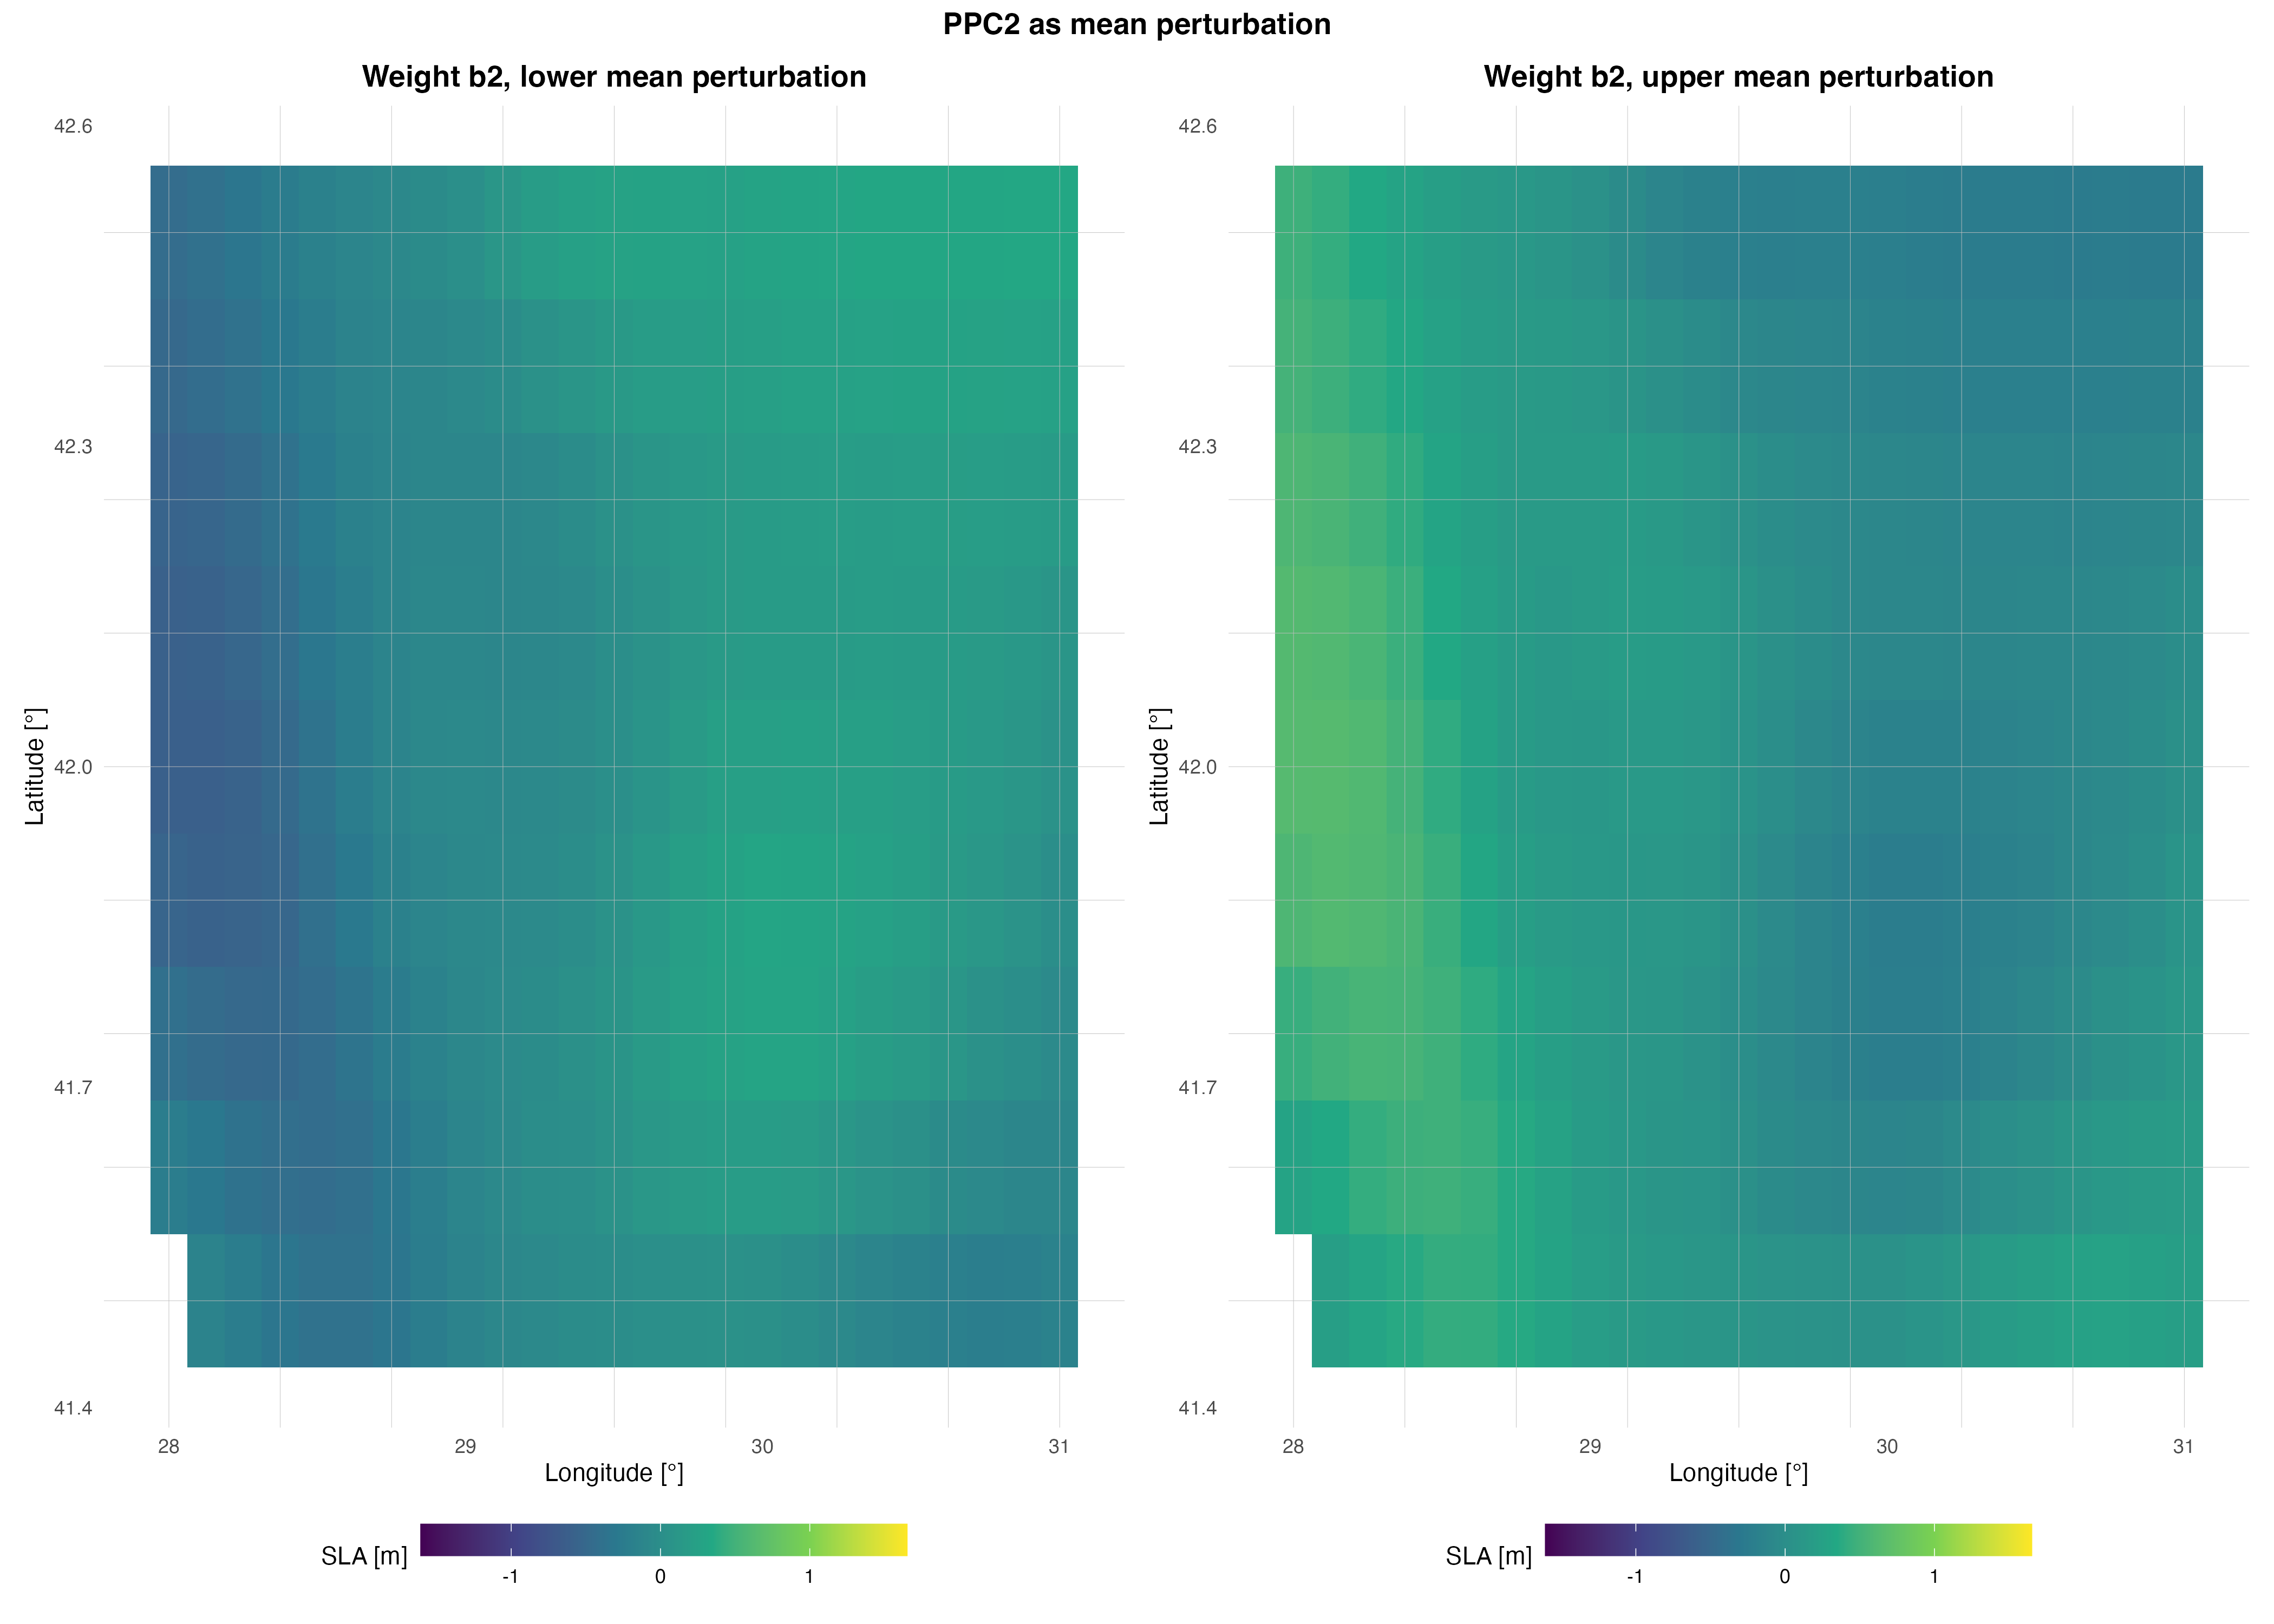 PPC2 as mean perturbation
Weight b2, lower mean perturbation
42.6
42.3
42.0
41.7
41.4
Latitude [°]
28 29 30 31
Longitude [°]
SLA [m]
-1 0 1
Weight b2, upper mean perturbation
42.6
42.3
42.0
41.7
41.4
Latitude [°]
28 29 30 31
Longitude [°]
SLA [m]
-1 0 1